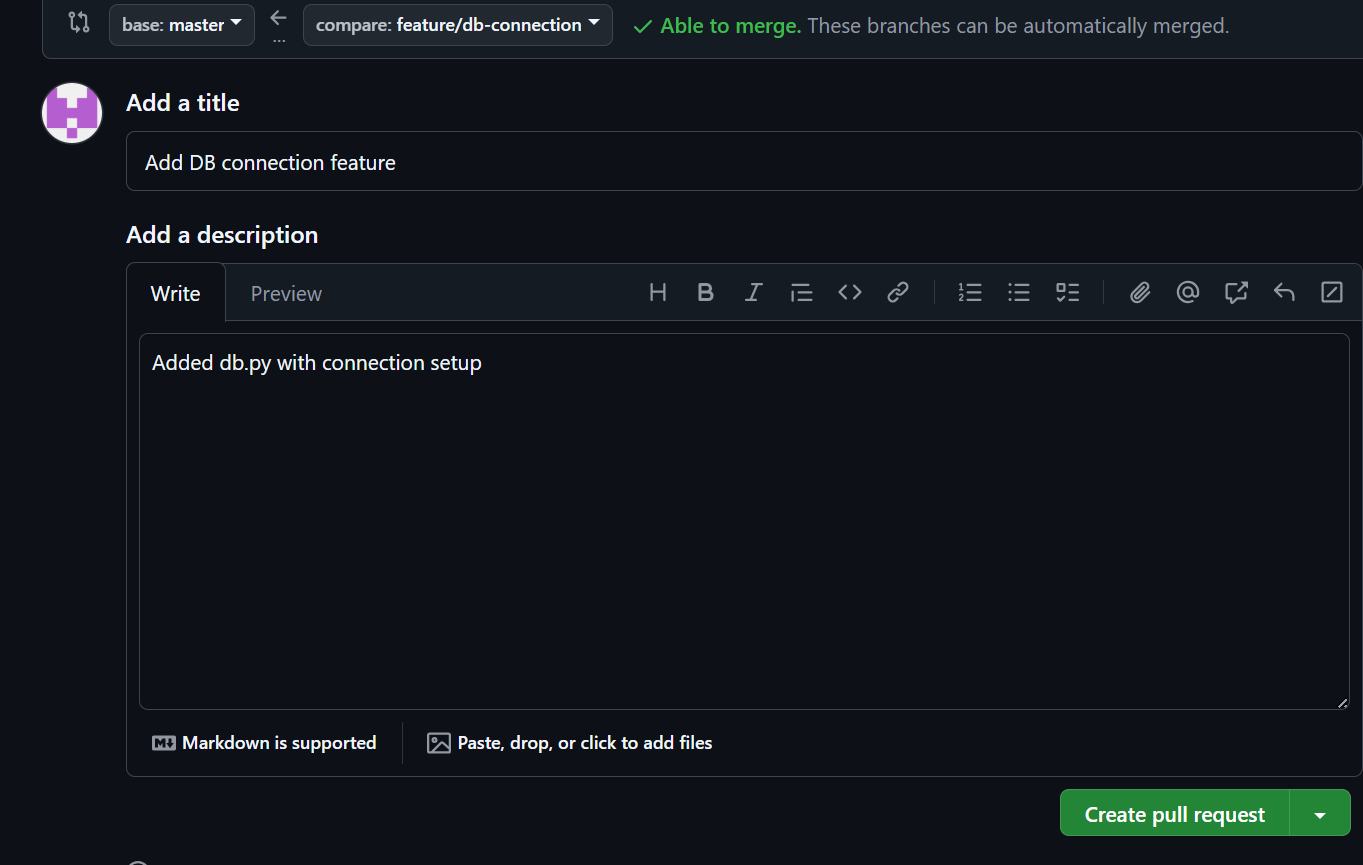 base: master
compare: feature/db-connection
Able to merge. These branches can be automatically merged.
Add a title
Add DB connection feature
Add a description
Write
Preview
Added db.py with connection setup
Markdown is supported
Paste, drop, or click to add files
Create pull request